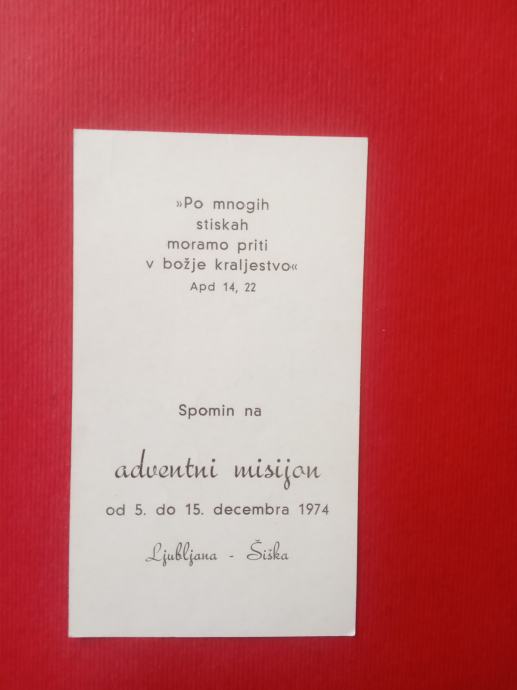 »Po mnogih
stiskah
moramo priti
v božje kraljestvo«
Apd 14, 22
Spomin na
adventni misijon
od 5. do 15. decembra 1974
Ljubljana - Šiška